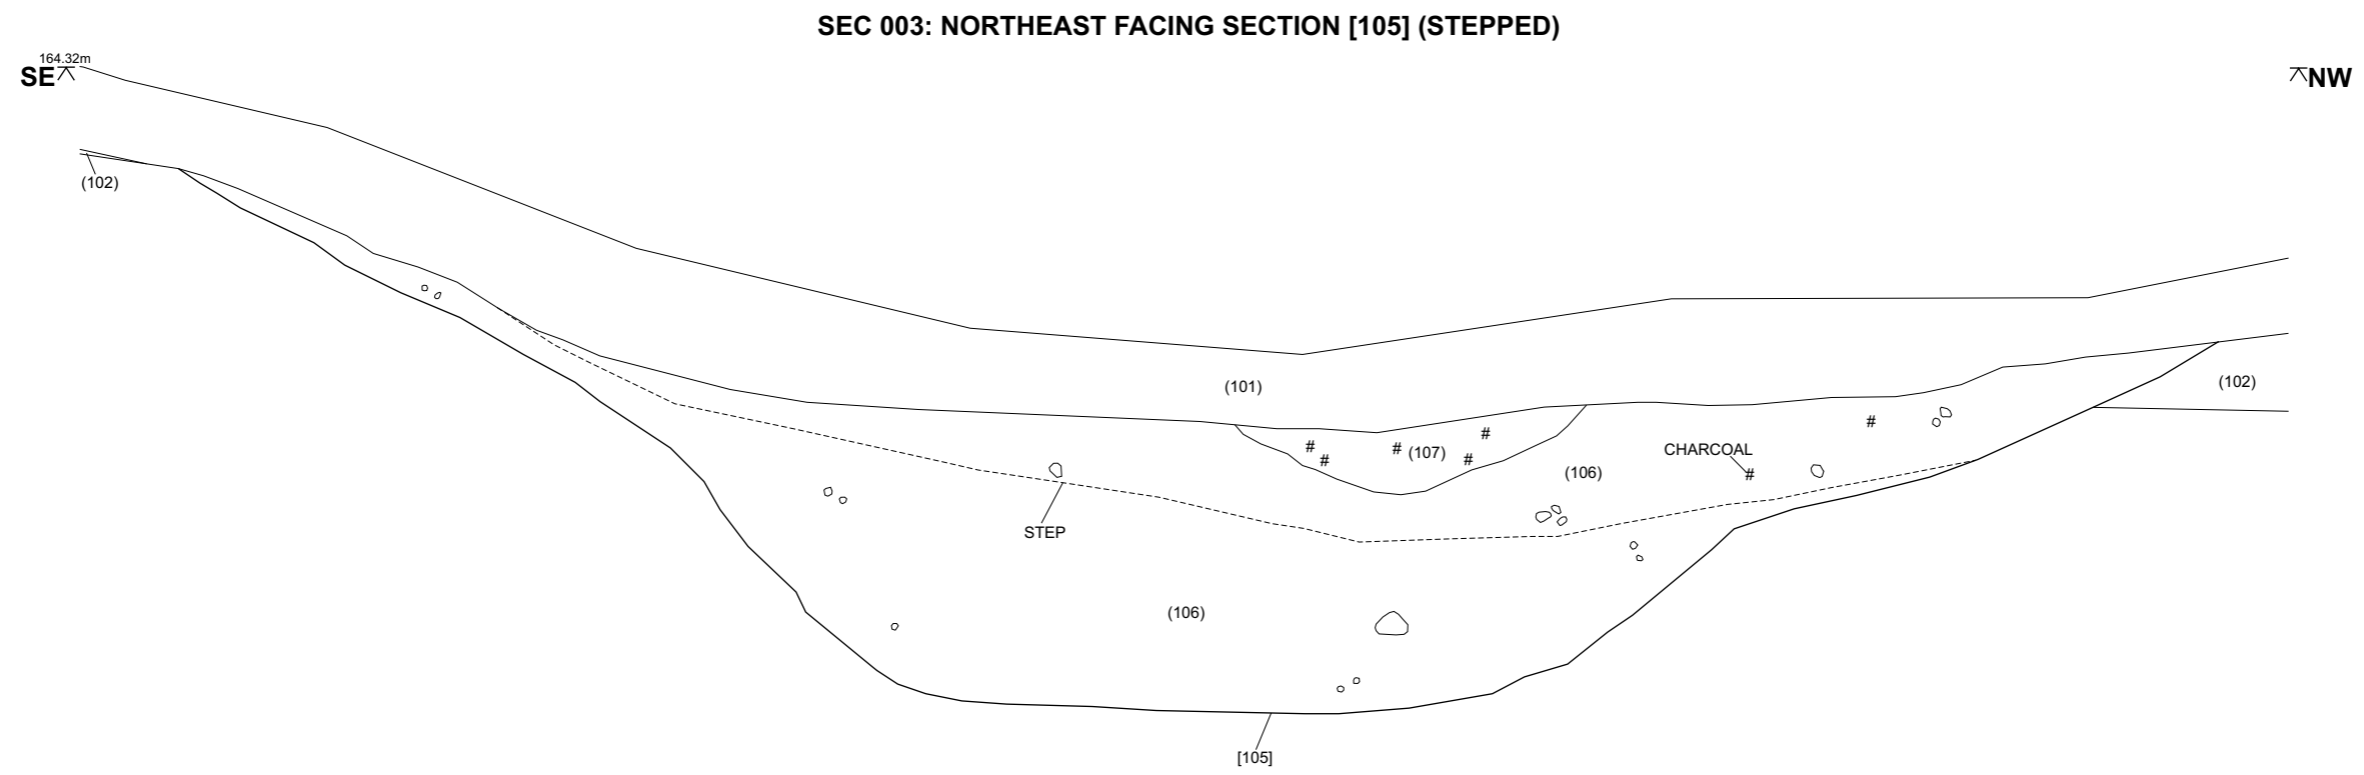 SEC 003: NORTHEAST FACING SECTION [105] (STEPPED)
164.32m
SE
NW
(102)
(101)
(102)
# # # # #
(107)
#
CHARCOAL
#
(106)
STEP
(106)
[105]